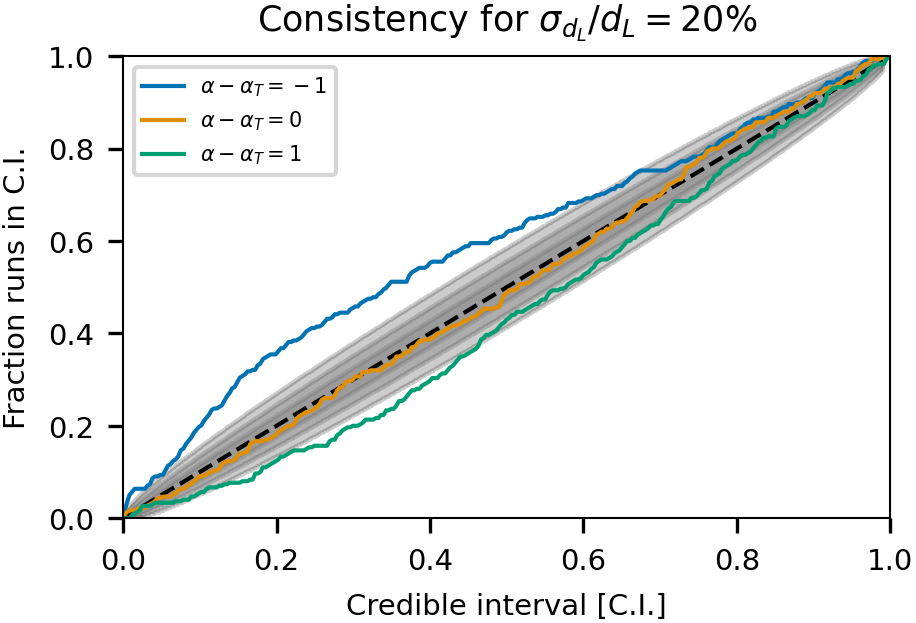 Consistency for σ_{d_L}/d_L = 20%
Fraction runs in C.I.
1.0
0.8
0.6
0.4
0.2
0.0
α − α_T = −1
α − α_T = 0
α − α_T = 1
0.0 0.2 0.4 0.6 0.8 1.0
Credible interval [C.I.]